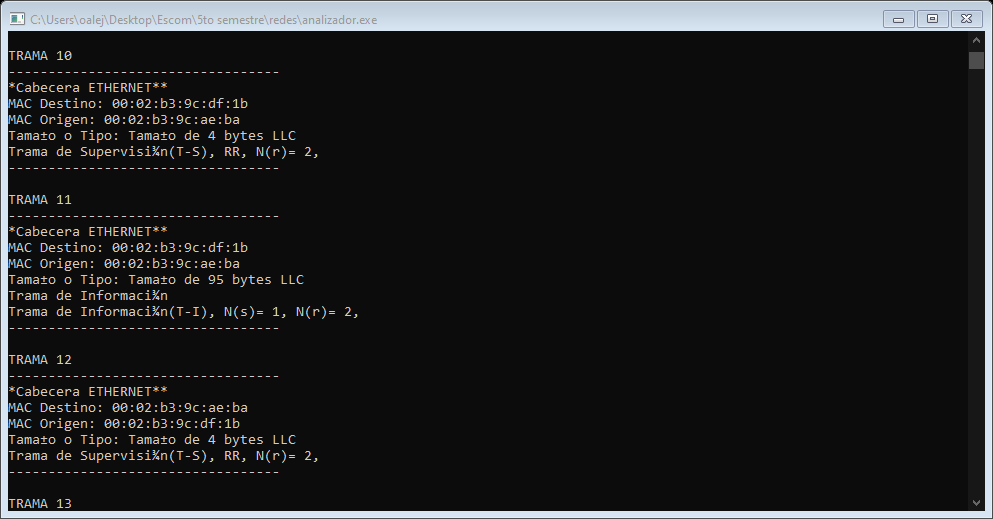 C:\Users\oalej\Desktop\Escom\5to semestre\redes\analizador.exe
TRAMA 10
----------------------------------
*Cabecera ETHERNET**
MAC Destino: 00:02:b3:9c:df:1b
MAC Origen: 00:02:b3:9c:ae:ba
Tama±o o Tipo: Tama±o de 4 bytes LLC
Trama de Supervisi¾n(T-S), RR, N(r)= 2,
----------------------------------
TRAMA 11
----------------------------------
*Cabecera ETHERNET**
MAC Destino: 00:02:b3:9c:df:1b
MAC Origen: 00:02:b3:9c:ae:ba
Tama±o o Tipo: Tama±o de 95 bytes LLC
Trama de Informaci¾n
Trama de Informaci¾n(T-I), N(s)= 1, N(r)= 2,
----------------------------------
TRAMA 12
----------------------------------
*Cabecera ETHERNET**
MAC Destino: 00:02:b3:9c:ae:ba
MAC Origen: 00:02:b3:9c:df:1b
Tama±o o Tipo: Tama±o de 4 bytes LLC
Trama de Supervisi¾n(T-S), RR, N(r)= 2,
----------------------------------
TRAMA 13